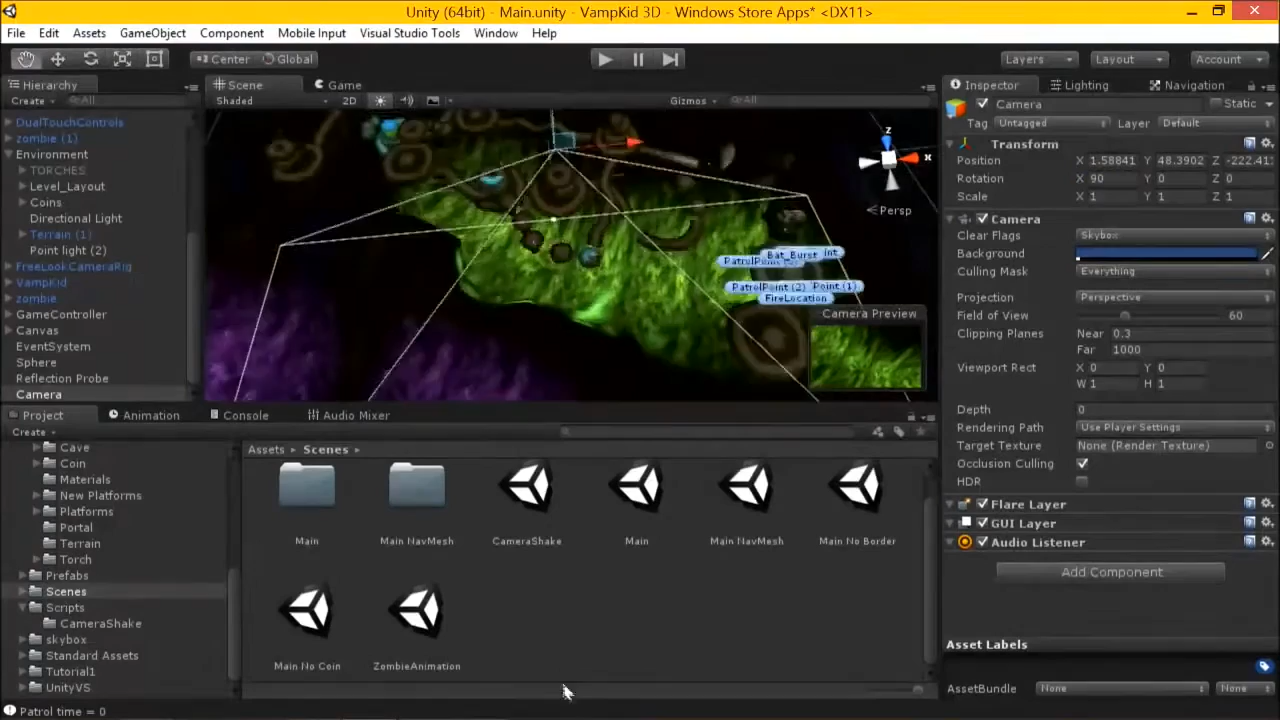 Unity (64bit) - Main.unity - VampKid 3D - Windows Store Apps* <DX11>
File Edit Assets GameObject Component Mobile Input Visual Studio Tools Window Help
Center Global Layers Layout Account
Hierarchy
Create All
DualTouchControls
zombie (1)
Environment
TORCHES
Level_Layout
Coins
Directional Light
Terrain (1)
Point light (2)
FreeLookCameraRig
VampKid
zombie
GameController
Canvas
EventSystem
Sphere
Reflection Probe
Camera
Scene Game
Shaded 2D Gizmos All
z
x
Persp
Bat_Burst
PatrolPoint (2) Point (1)
FireLocation
Camera Preview
Inspector Lighting Navigation
Camera Static
Tag Untagged Layer Default
Transform
Position X 1.58841 Y 48.3902 Z -222.41
Rotation X 90 Y 0 Z 0
Scale X 1 Y 1 Z 1
Camera
Clear Flags Skybox
Background
Culling Mask Everything
Projection Perspective
Field of View 60
Clipping Planes Near 0.3
Far 1000
Viewport Rect X 0 Y 0
W 1 H 1
Depth 0
Rendering Path Use Player Settings
Target Texture None (Render Texture)
Occlusion Culling
HDR
Flare Layer
GUI Layer
Audio Listener
Add Component
Asset Labels
AssetBundle None None
Project Animation Console Audio Mixer
Create
Cave
Coin
Materials
New Platforms
Platforms
Portal
Terrain
Torch
Prefabs
Scenes
Scripts
CameraShake
skybox
Standard Assets
Tutorial1
UnityVS
Assets Scenes
Main Main NavMesh CameraShake Main Main NavMesh Main No Border
Main No Coin ZombieAnimation
Patrol time = 0